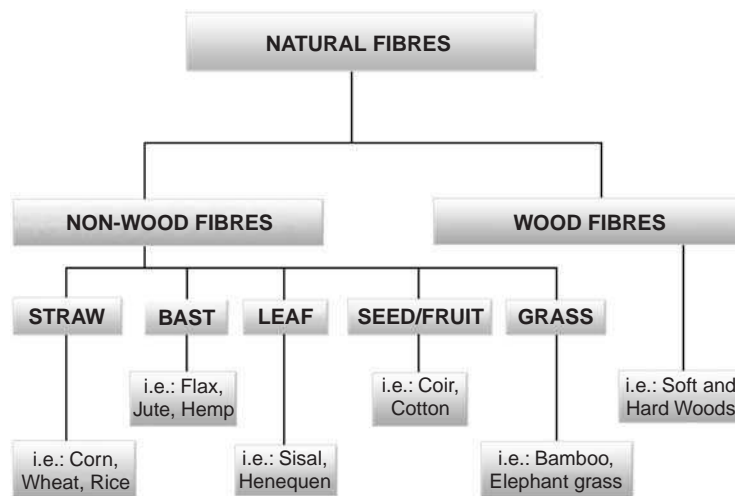 NATURAL FIBRES
NON-WOOD FIBRES
WOOD FIBRES
STRAW
BAST
LEAF
SEED/FRUIT
GRASS
i.e.: Flax,
Jute, Hemp
i.e.: Coir,
Cotton
i.e.: Soft and
Hard Woods
i.e.: Corn,
Wheat, Rice
i.e.: Sisal,
Henequen
i.e.: Bamboo,
Elephant grass